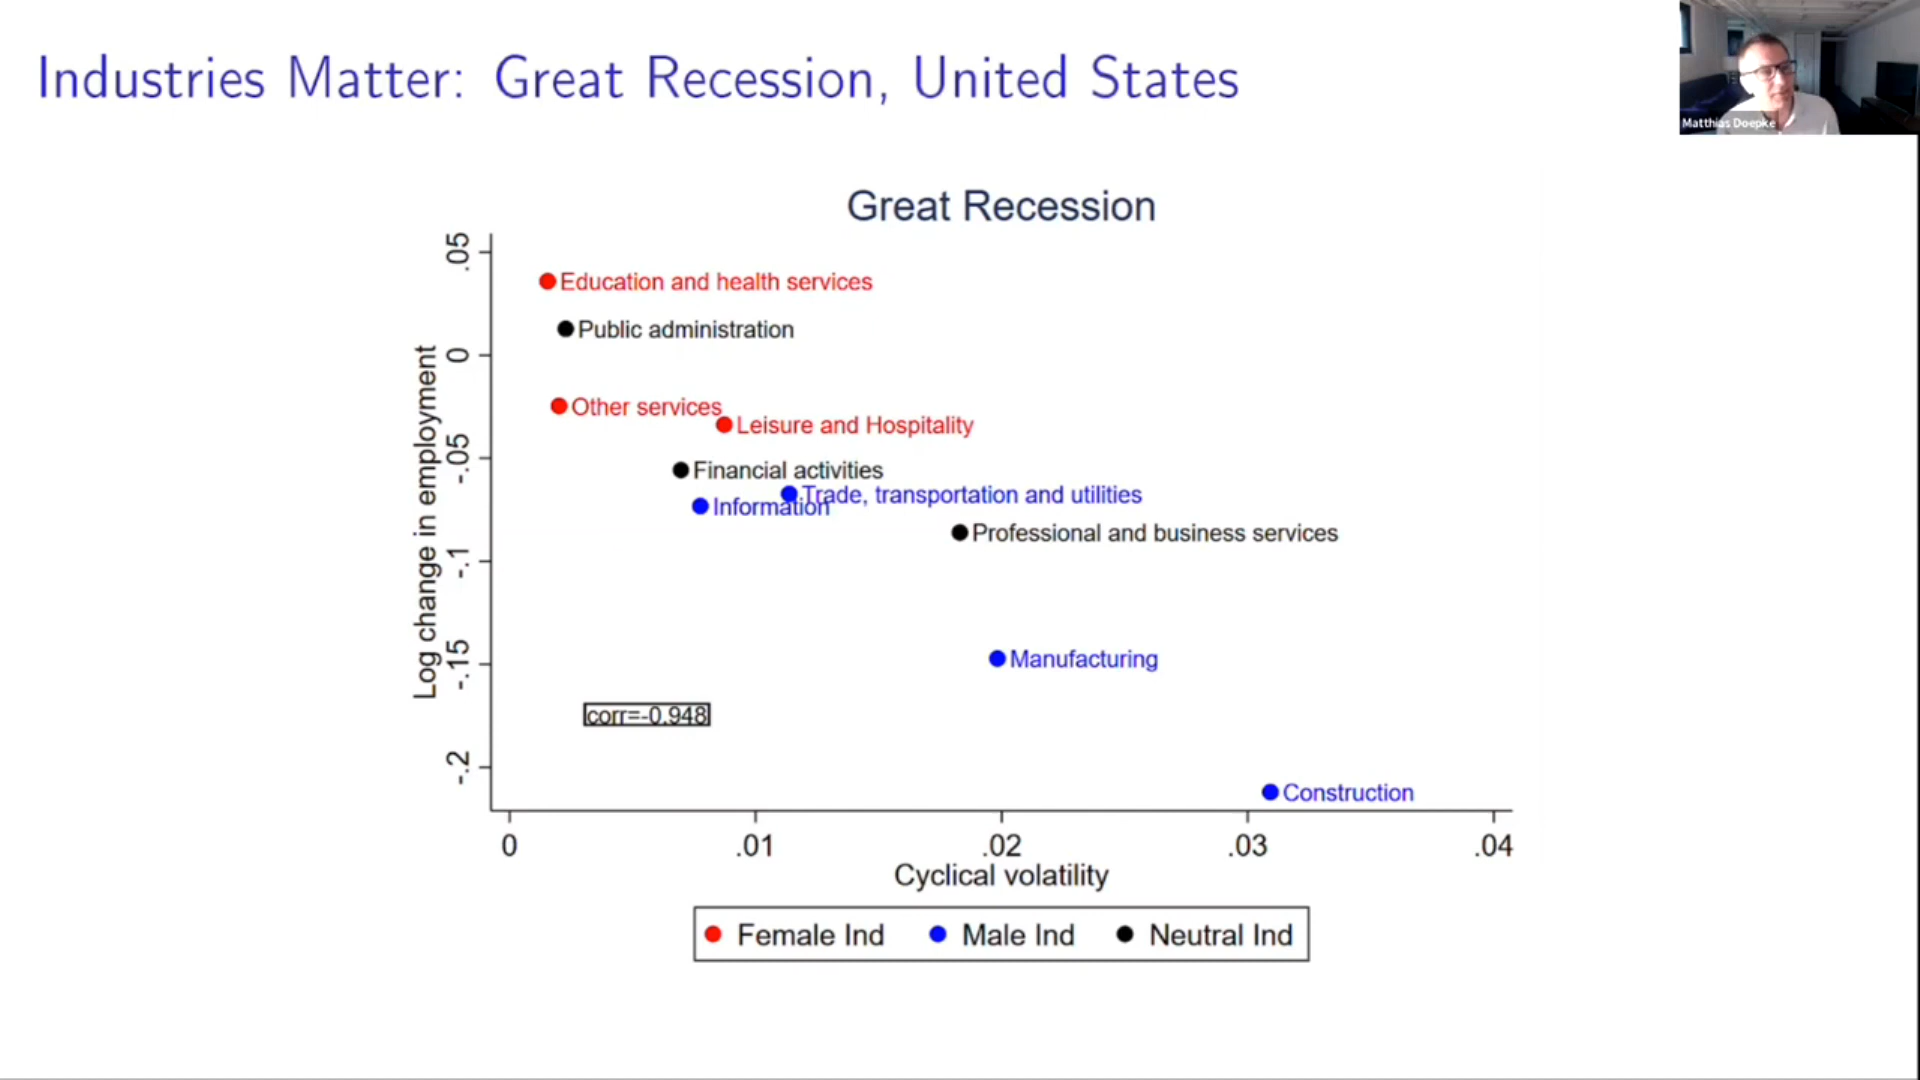 Industries Matter: Great Recession, United States
Matthias Doepke
Great Recession
.05
0
-.05
-.1
-.15
-.2
Log change in employment
Education and health services
Public administration
Other services
Leisure and Hospitality
Financial activities
Trade, transportation and utilities
Information
Professional and business services
Manufacturing
corr=-0.948
Construction
0 .01 .02 .03 .04
Cyclical volatility
Female Ind Male Ind Neutral Ind